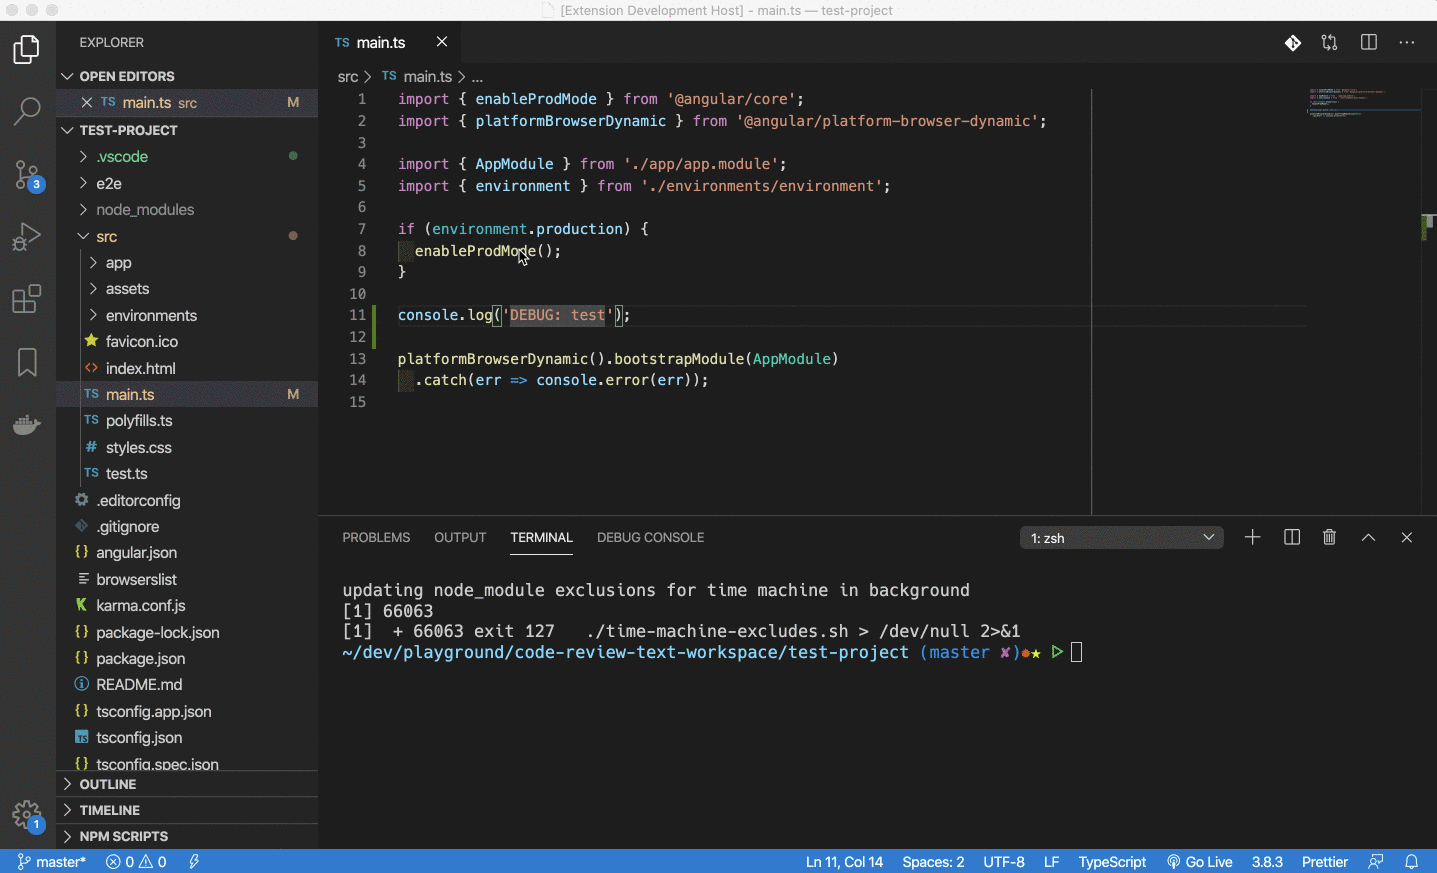 [Extension Development Host] - main.ts — test-project
EXPLORER
OPEN EDITORS
TS main.ts src M
TEST-PROJECT
.vscode
e2e
node_modules
src
app
assets
environments
favicon.ico
index.html
TS main.ts M
TS polyfills.ts
# styles.css
TS test.ts
.editorconfig
.gitignore
{} angular.json
browserslist
K karma.conf.js
{} package-lock.json
{} package.json
README.md
{} tsconfig.app.json
TS tsconfig.json
{} tsconfig.spec.json
OUTLINE
TIMELINE
NPM SCRIPTS
3
1
TS main.ts
src > TS main.ts > ...
1 import { enableProdMode } from '@angular/core';
2 import { platformBrowserDynamic } from '@angular/platform-browser-dynamic';
3
4 import { AppModule } from './app/app.module';
5 import { environment } from './environments/environment';
6
7 if (environment.production) {
8 enableProdMode();
9 }
10
11 console.log('DEBUG: test');
12
13 platformBrowserDynamic().bootstrapModule(AppModule)
14 .catch(err => console.error(err));
15
PROBLEMS OUTPUT TERMINAL DEBUG CONSOLE 1: zsh
updating node_module exclusions for time machine in background
[1] 66063
[1]  + 66063 exit 127   ./time-machine-excludes.sh > /dev/null 2>&1
~/dev/playground/code-review-text-workspace/test-project (master ✘)✹★ ▷
master* 0 0 Ln 11, Col 14 Spaces: 2 UTF-8 LF TypeScript Go Live 3.8.3 Prettier